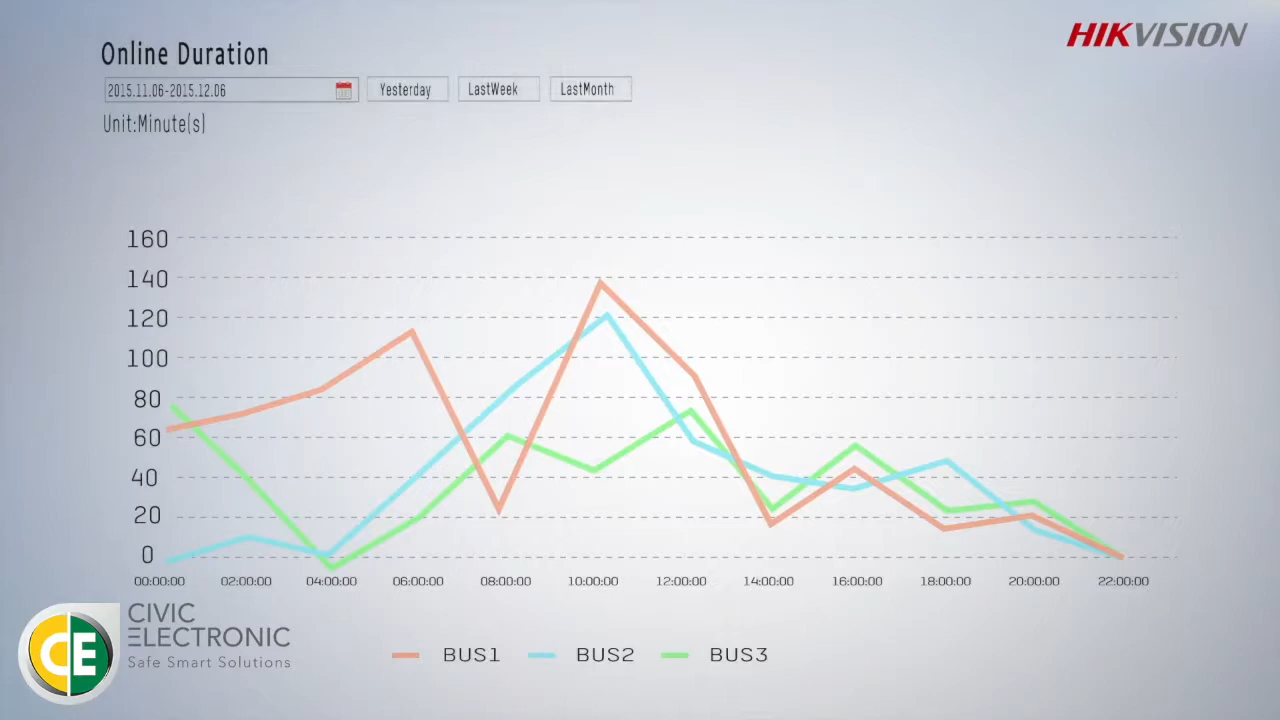 HIKVISION
Online Duration
2015.11.06-2015.12.06 Yesterday LastWeek LastMonth
Unit:Minute(s)
160
140
120
100
80
60
40
20
0
00:00:00 02:00:00 04:00:00 06:00:00 08:00:00 10:00:00 12:00:00 14:00:00 16:00:00 18:00:00 20:00:00 22:00:00
CE
CIVIC
ELECTRONIC
Safe Smart Solutions
BUS1 BUS2 BUS3